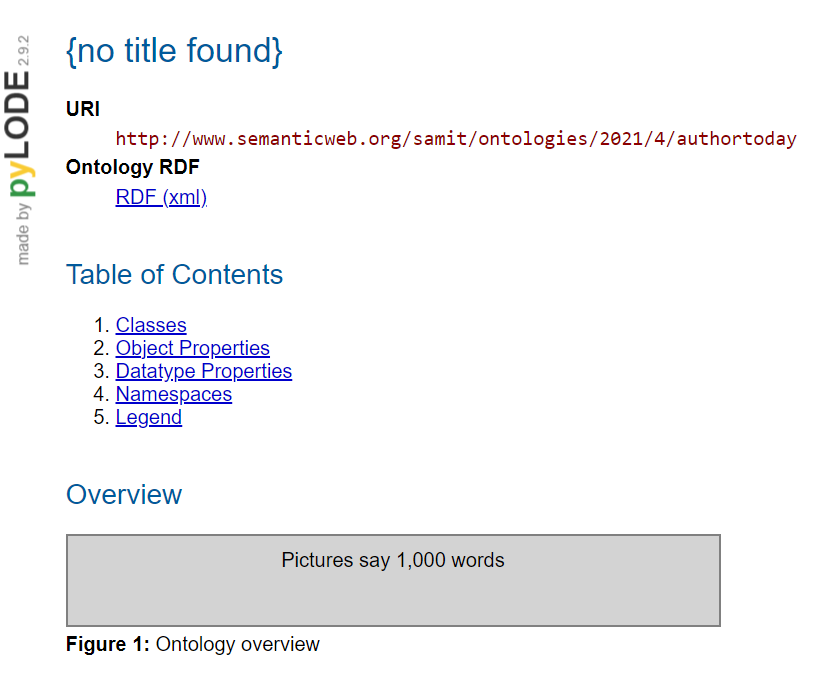 made by pyLODE 2.9.2
{no title found}
URI
http://www.semanticweb.org/samit/ontologies/2021/4/authortoday
Ontology RDF
RDF (xml)
Table of Contents
1. Classes
2. Object Properties
3. Datatype Properties
4. Namespaces
5. Legend
Overview
Pictures say 1,000 words
Figure 1: Ontology overview